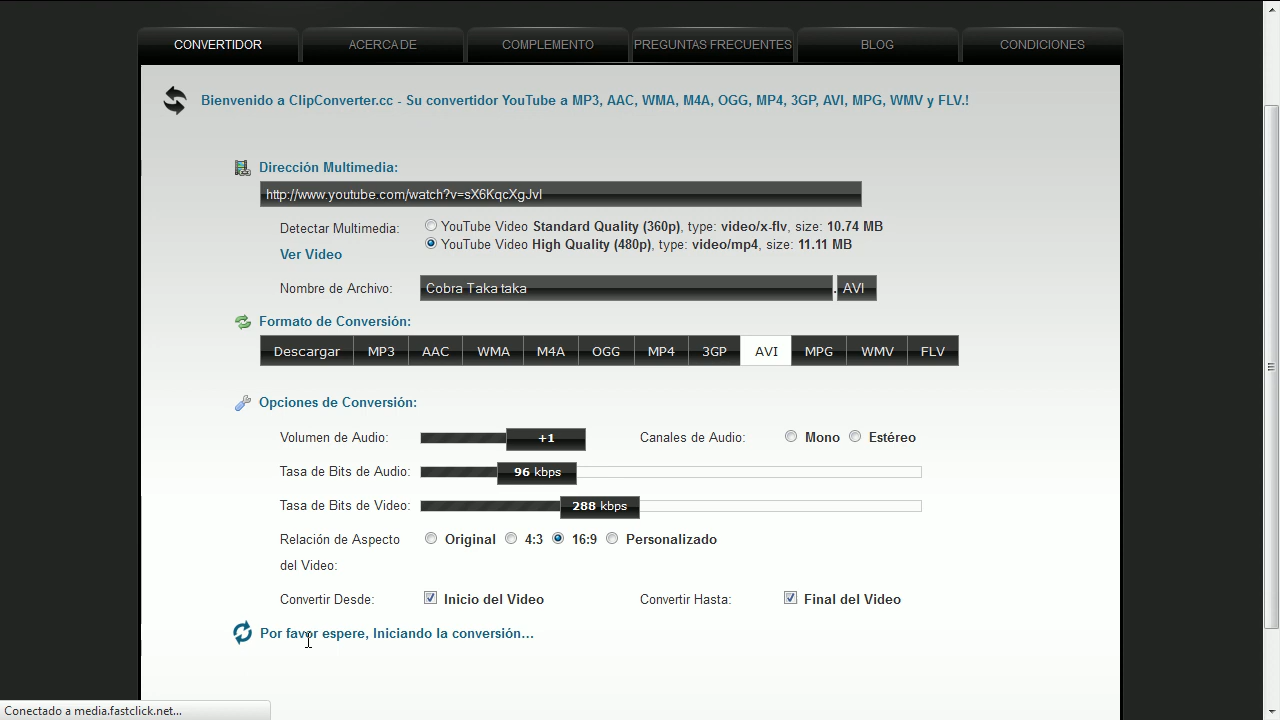 CONVERTIDOR ACERCA DE COMPLEMENTO PREGUNTAS FRECUENTES BLOG CONDICIONES
Bienvenido a ClipConverter.cc - Su convertidor YouTube a MP3, AAC, WMA, M4A, OGG, MP4, 3GP, AVI, MPG, WMV y FLV.!
Dirección Multimedia:
http://www.youtube.com/watch?v=sX6KqcXgJvI
Detectar Multimedia: YouTube Video Standard Quality (360p), type: video/x-flv, size: 10.74 MB
YouTube Video High Quality (480p), type: video/mp4, size: 11.11 MB
Ver Video
Nombre de Archivo: Cobra Taka taka . AVI
Formato de Conversión:
Descargar MP3 AAC WMA M4A OGG MP4 3GP AVI MPG WMV FLV
Opciones de Conversión:
Volumen de Audio: +1 Canales de Audio: Mono Estéreo
Tasa de Bits de Audio: 96 kbps
Tasa de Bits de Video: 288 kbps
Relación de Aspecto Original 4:3 16:9 Personalizado
del Video:
Convertir Desde: Inicio del Video Convertir Hasta: Final del Video
Por favor espere, Iniciando la conversión...
Conectado a media.fastclick.net...